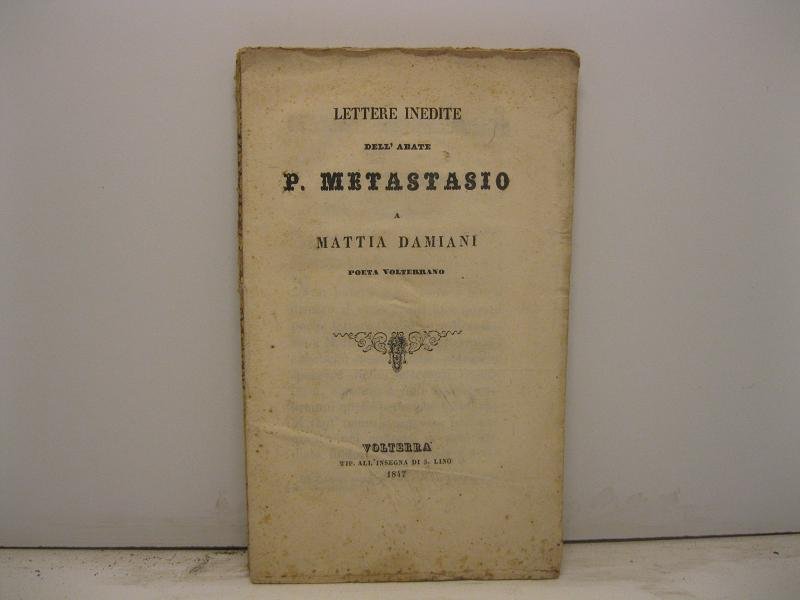 LETTERE INEDITE
DELL' ABATE
P. METASTASIO
A
MATTIA DAMIANI
POETA VOLTERRANO
VOLTERRA
TIP. ALL'INSEGNA DI S. LINO
1847